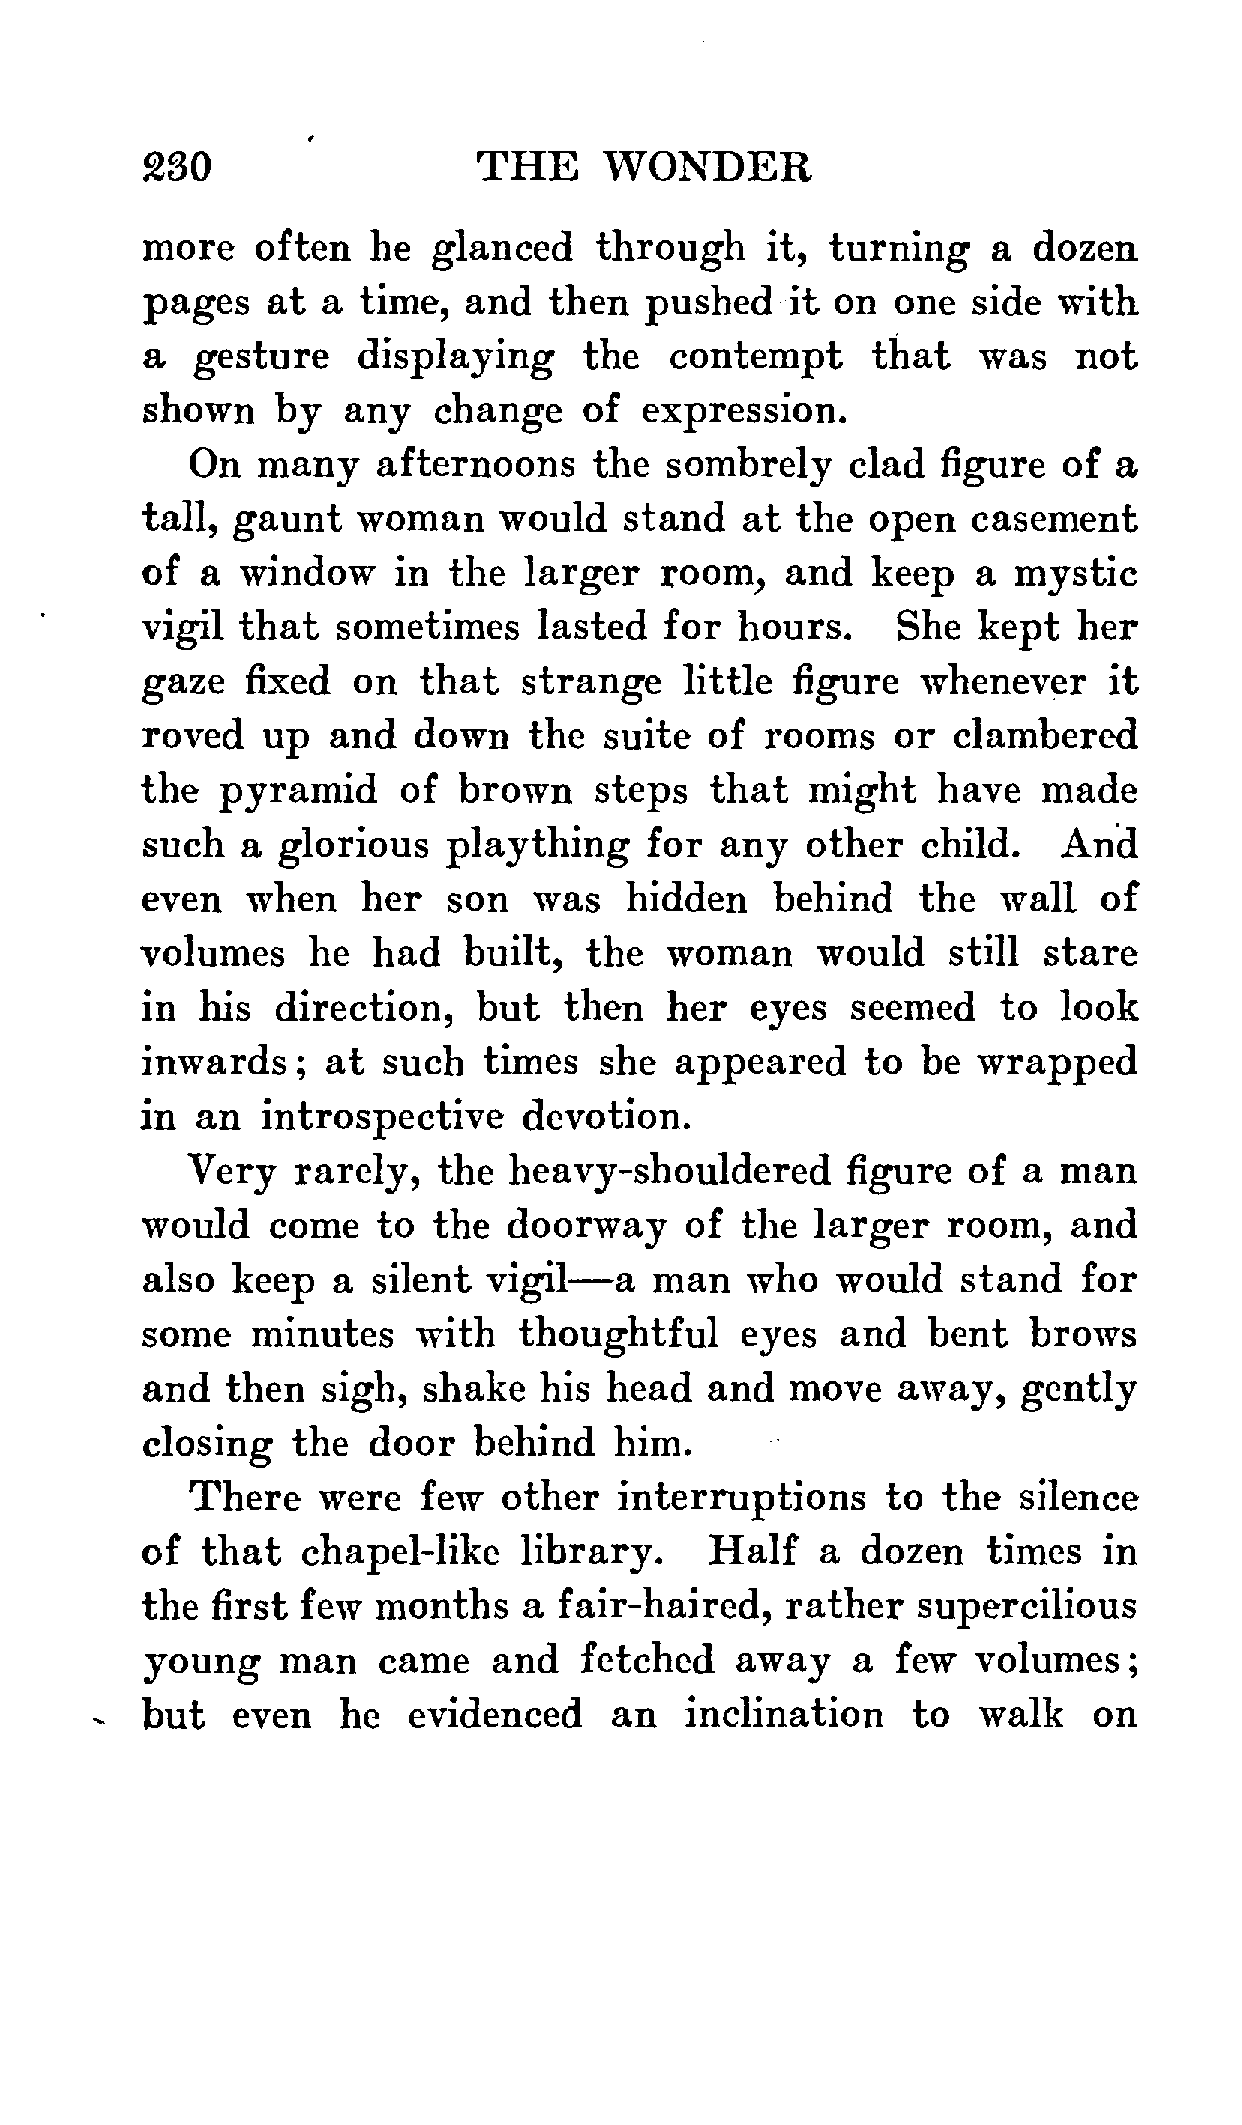 230 THE WONDER
more often he glanced through it, turning a dozen
pages at a time, and then pushed it on one side with
a gesture displaying the contempt that was not
shown by any change of expression.
On many afternoons the sombrely clad figure of a
tall, gaunt woman would stand at the open casement
of a window in the larger room, and keep a mystic
vigil that sometimes lasted for hours. She kept her
gaze fixed on that strange little figure whenever it
roved up and down the suite of rooms or clambered
the pyramid of brown steps that might have made
such a glorious plaything for any other child. And
even when her son was hidden behind the wall of
volumes he had built, the woman would still stare
in his direction, but then her eyes seemed to look
inwards; at such times she appeared to be wrapped
in an introspective devotion.
Very rarely, the heavy-shouldered figure of a man
would come to the doorway of the larger room, and
also keep a silent vigil—a man who would stand for
some minutes with thoughtful eyes and bent brows
and then sigh, shake his head and move away, gently
closing the door behind him.
There were few other interruptions to the silence
of that chapel-like library. Half a dozen times in
the first few months a fair-haired, rather supercilious
young man came and fetched away a few volumes;
but even he evidenced an inclination to walk on